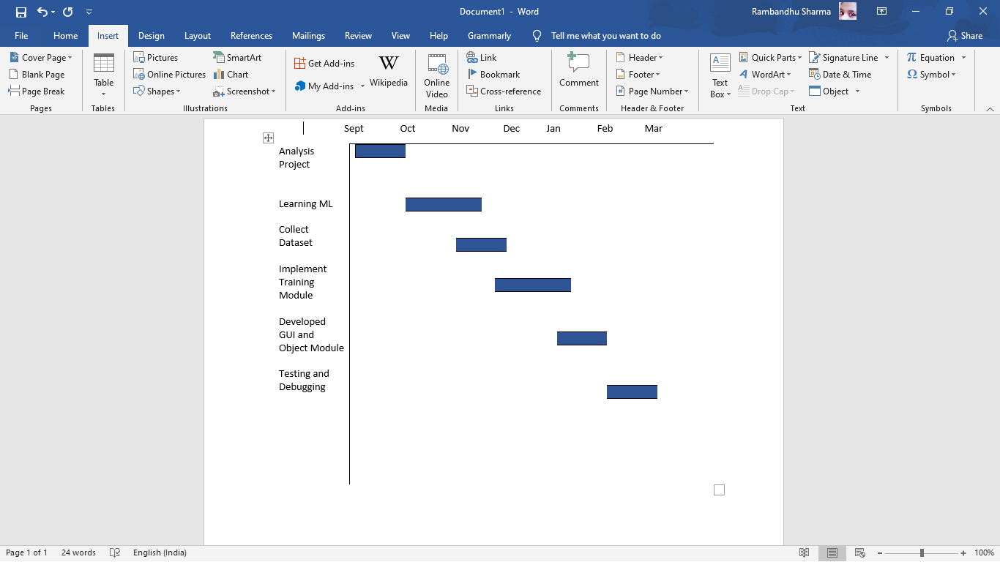 Document1 - Word
Rambandhu Sharma
File Home Insert Design Layout References Mailings Review View Help Grammarly Tell me what you want to do Share
Cover Page
Blank Page
Page Break
Pages
Table
Tables
Pictures
Online Pictures
Shapes
SmartArt
Chart
Screenshot
Illustrations
Get Add-ins
My Add-ins
W
Wikipedia
Add-ins
Online
Video
Media
Link
Bookmark
Cross-reference
Links
Comment
Comments
Header
Footer
Page Number
Header & Footer
Text
Box
Quick Parts
WordArt
Drop Cap
Signature Line
Date & Time
Object
Text
Equation
Symbol
Symbols
Sept Oct Nov Dec Jan Feb Mar
Analysis
Project
Learning ML
Collect
Dataset
Implement
Training
Module
Developed
GUI and
Object Module
Testing and
Debugging
Page 1 of 1 24 words English (India) 100%